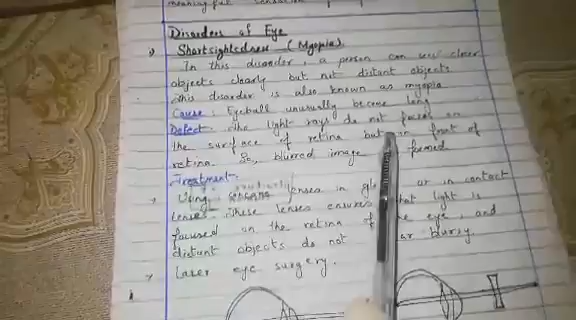 meaningful sensation
Disorders of Eye
i) Shortsightedness (Myopia)
In this disorder, a person can see closer
objects clearly but not distant objects
This disorder is also known as myopia
Cause: Eyeball unusually become long
Defect: The light rays do not focus on
the surface of retina but in front of
retina. So, blurred image formed
Treatment
Using lenses in or in contact
lenses. These lenses ensures that light is
focused on the retina of the eye, and
distant objects do not blurry
Laser eye surgery.